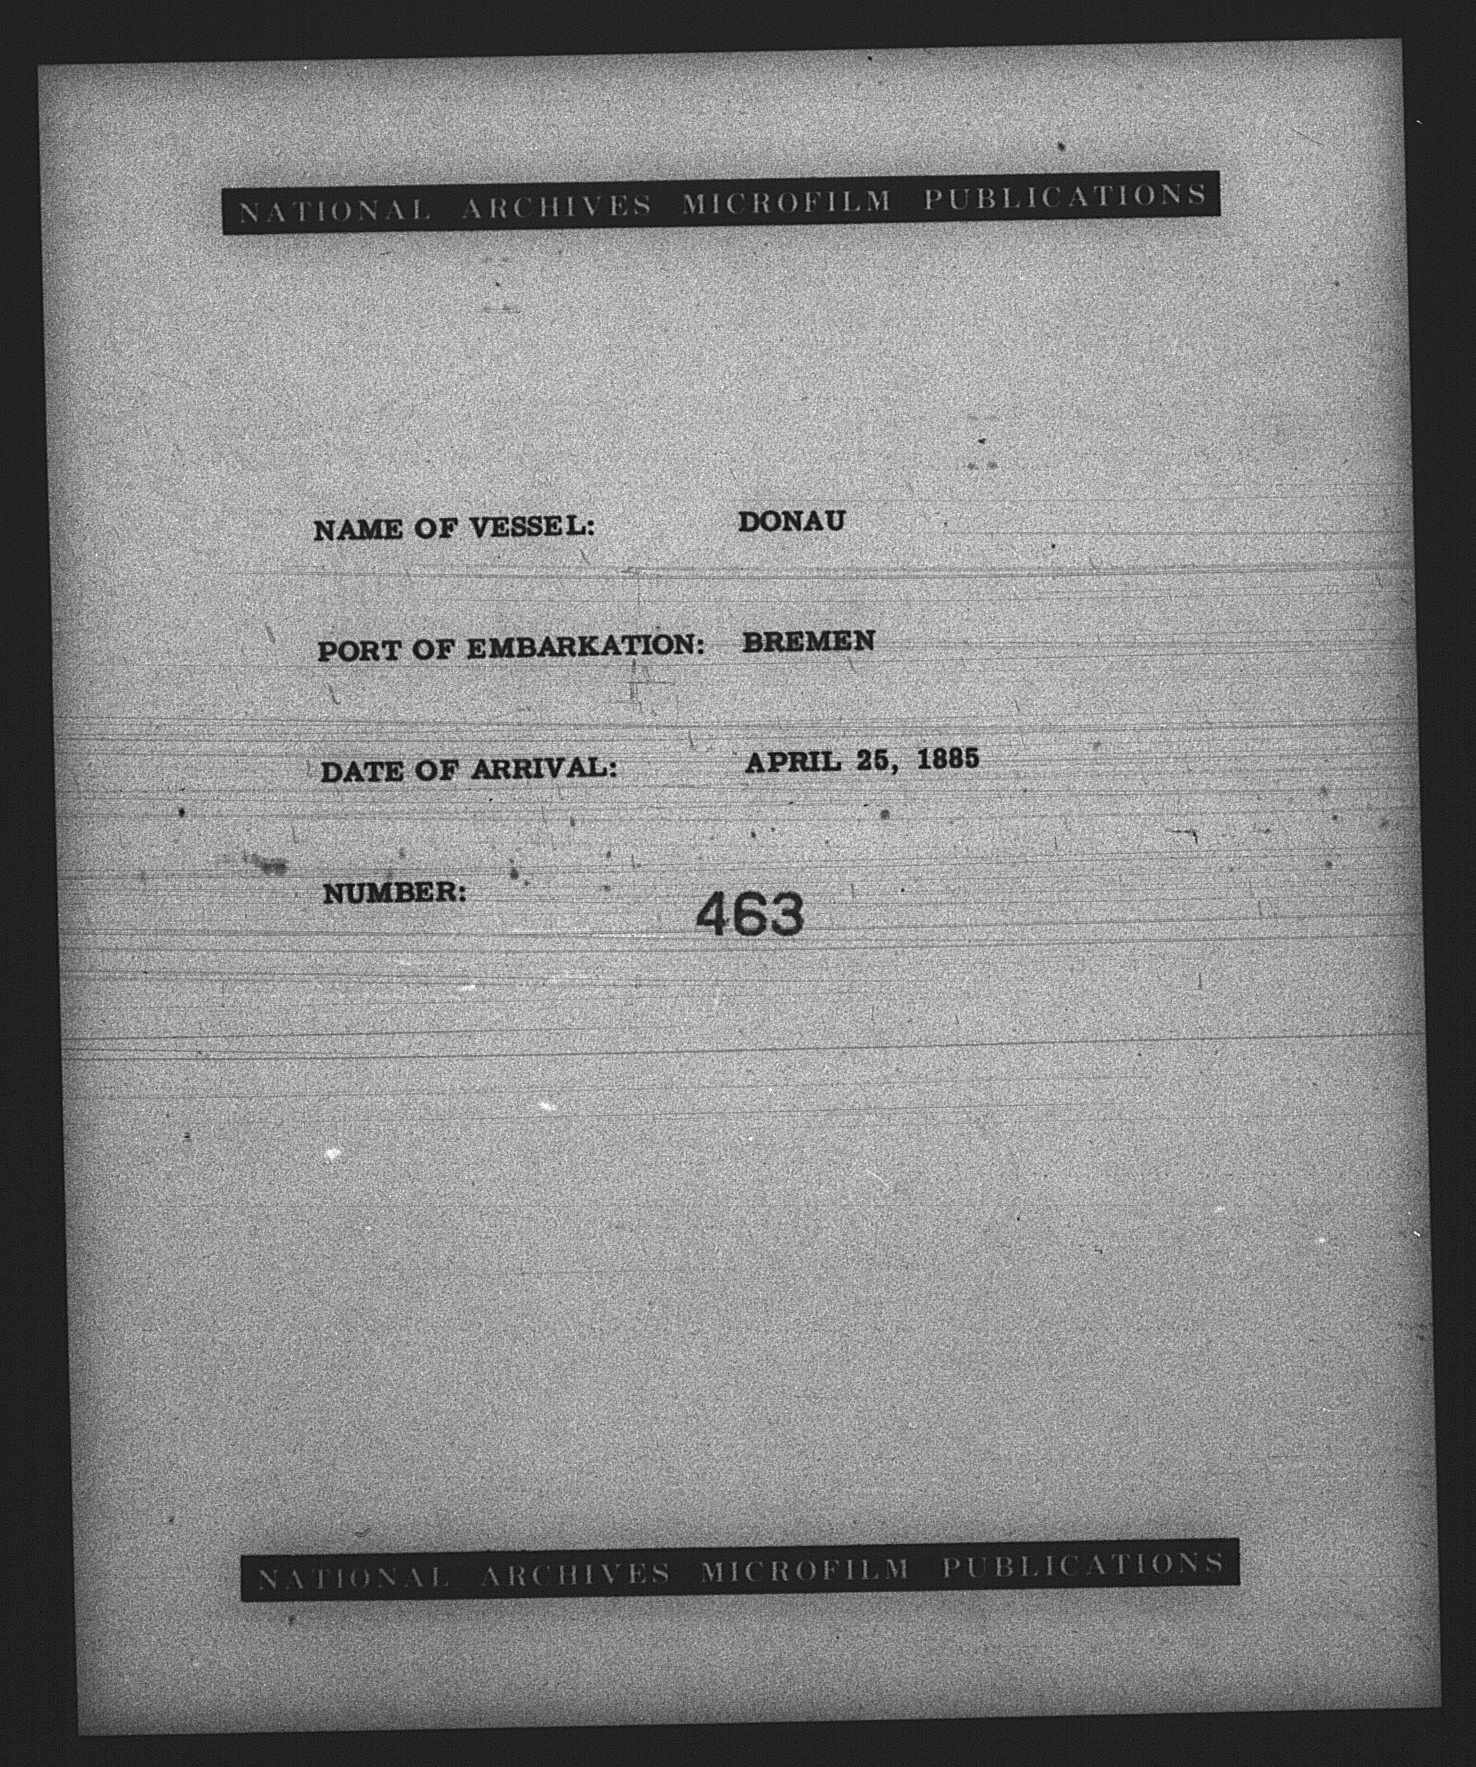 NATIONAL ARCHIVES MICROFILM PUBLICATIONS
NAME OF VESSEL: DONAU
PORT OF EMBARKATION: BREMEN
DATE OF ARRIVAL: APRIL 25, 1885
NUMBER: 463
NATIONAL ARCHIVES MICROFILM PUBLICATIONS